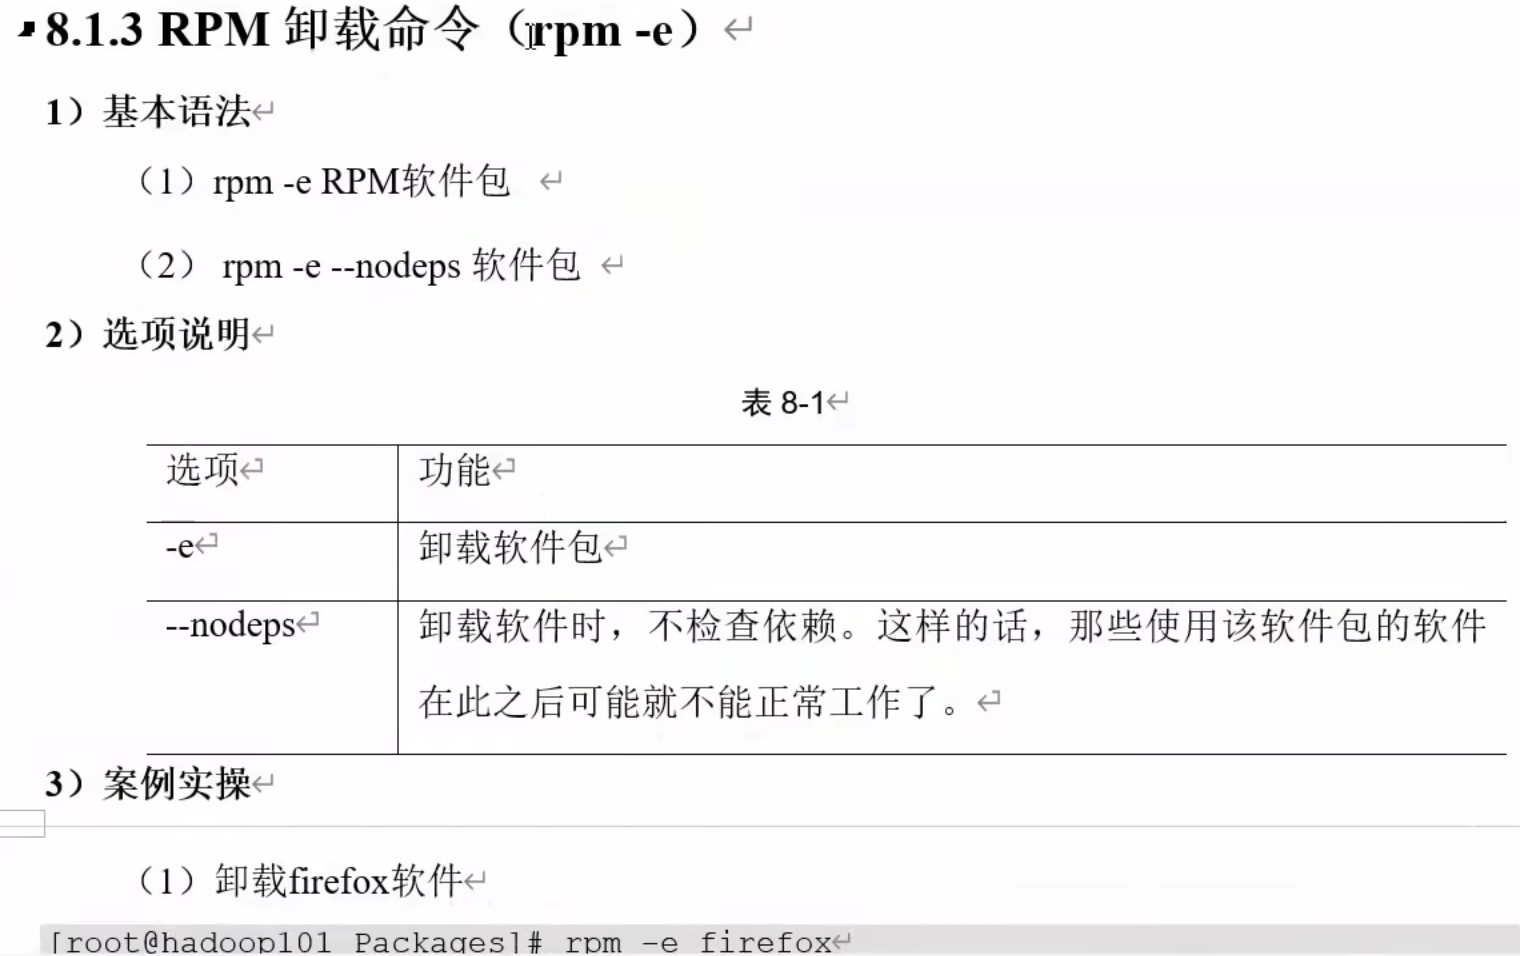 8.1.3 RPM 卸载命令（rpm -e）
1）基本语法
（1）rpm -e RPM软件包
（2） rpm -e --nodeps 软件包
2）选项说明
表 8-1
选项 功能
-e 卸载软件包
--nodeps 卸载软件时，不检查依赖。这样的话，那些使用该软件包的软件
在此之后可能就不能正常工作了。
3）案例实操
（1）卸载firefox软件
[root@hadoop101 Packages]# rpm -e firefox